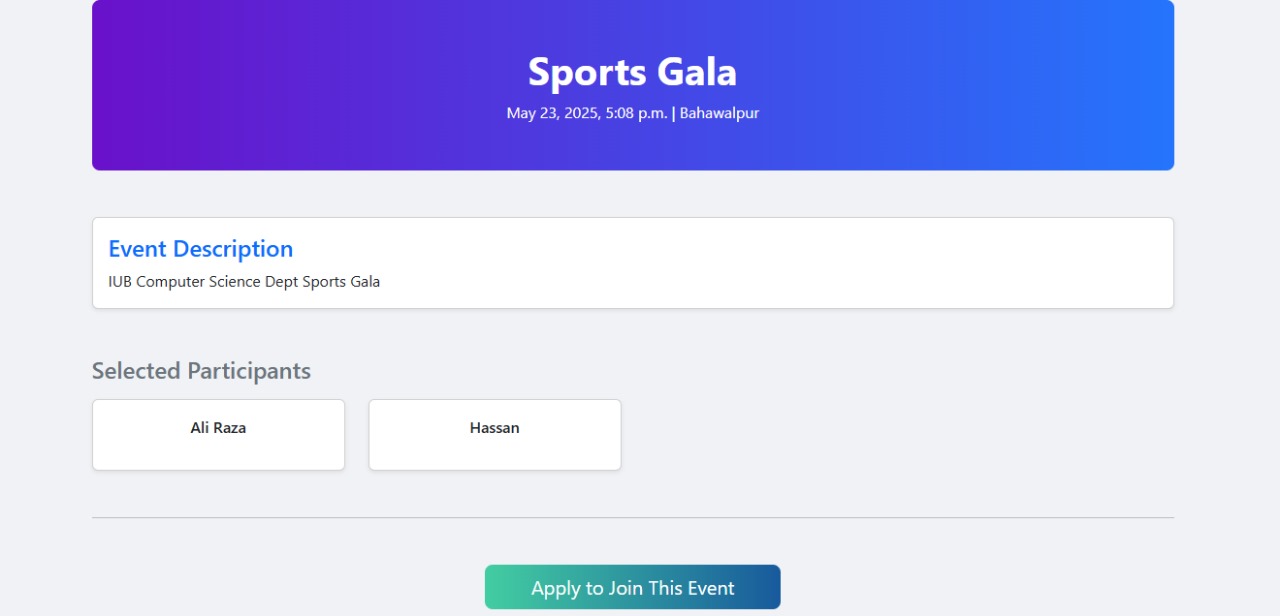 Sports Gala
May 23, 2025, 5:08 p.m. | Bahawalpur
Event Description
IUB Computer Science Dept Sports Gala
Selected Participants
Ali Raza
Hassan
Apply to Join This Event